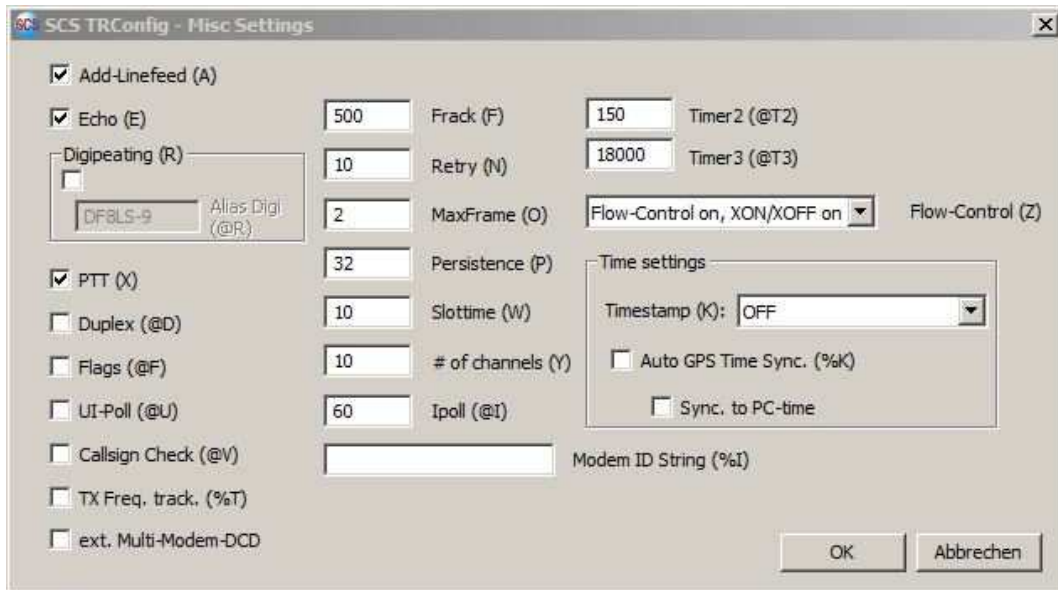 SCS SCS TRConfig - Misc Settings
Add-Linefeed (A)
Echo (E)
Digipeating (R)
DF8LS-9
Alias Digi
(@R)
PTT (X)
Duplex (@D)
Flags (@F)
UI-Poll (@U)
Callsign Check (@V)
TX Freq. track. (%T)
ext. Multi-Modem-DCD
500 Frack (F)
10 Retry (N)
2 MaxFrame (O)
32 Persistence (P)
10 Slottime (W)
10 # of channels (Y)
60 Ipoll (@I)
Modem ID String (%I)
150 Timer2 (@T2)
18000 Timer3 (@T3)
Flow-Control on, XON/XOFF on Flow-Control (Z)
Time settings
Timestamp (K): OFF
Auto GPS Time Sync. (%K)
Sync. to PC-time
OK Abbrechen